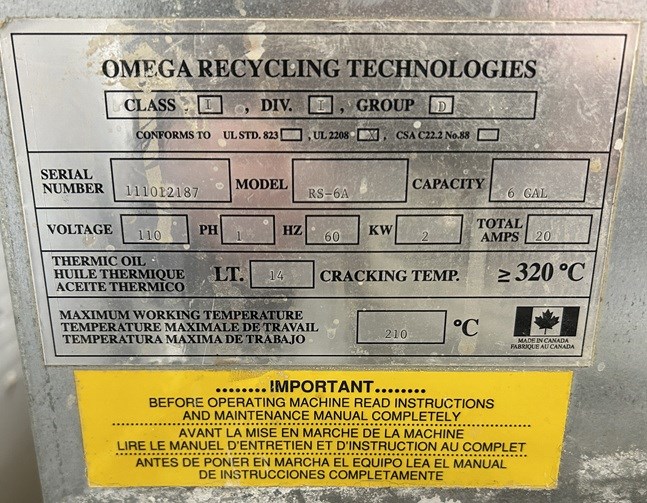 OMEGA RECYCLING TECHNOLOGIES
CLASS I , DIV. I , GROUP D
CONFORMS TO UL STD. 823 , UL 2208 X , CSA C22.2 No.88
SERIAL NUMBER 111012187 MODEL RS-6A CAPACITY 6 GAL
VOLTAGE 110 PH 1 HZ 60 KW 2 TOTAL AMPS 20
THERMIC OIL
HUILE THERMIQUE
ACEITE THERMICO
LT. 14 CRACKING TEMP. ≥ 320 °C
MAXIMUM WORKING TEMPERATURE
TEMPERATURE MAXIMALE DE TRAVAIL
TEMPERATURA MAXIMA DE TRABAJO
210 °C
MADE IN CANADA
FABRIQUE AU CANADA
........IMPORTANT........
BEFORE OPERATING MACHINE READ INSTRUCTIONS
AND MAINTENANCE MANUAL COMPLETELY
AVANT LA MISE EN MARCHE DE LA MACHINE
LIRE LE MANUEL D'ENTRETIEN ET D'INSTRUCTION AU COMPLET
ANTES DE PONER EN MARCHA EL EQUIPO LEA EL MANUAL
DE INSTRUCCIONES COMPLETAMENTE